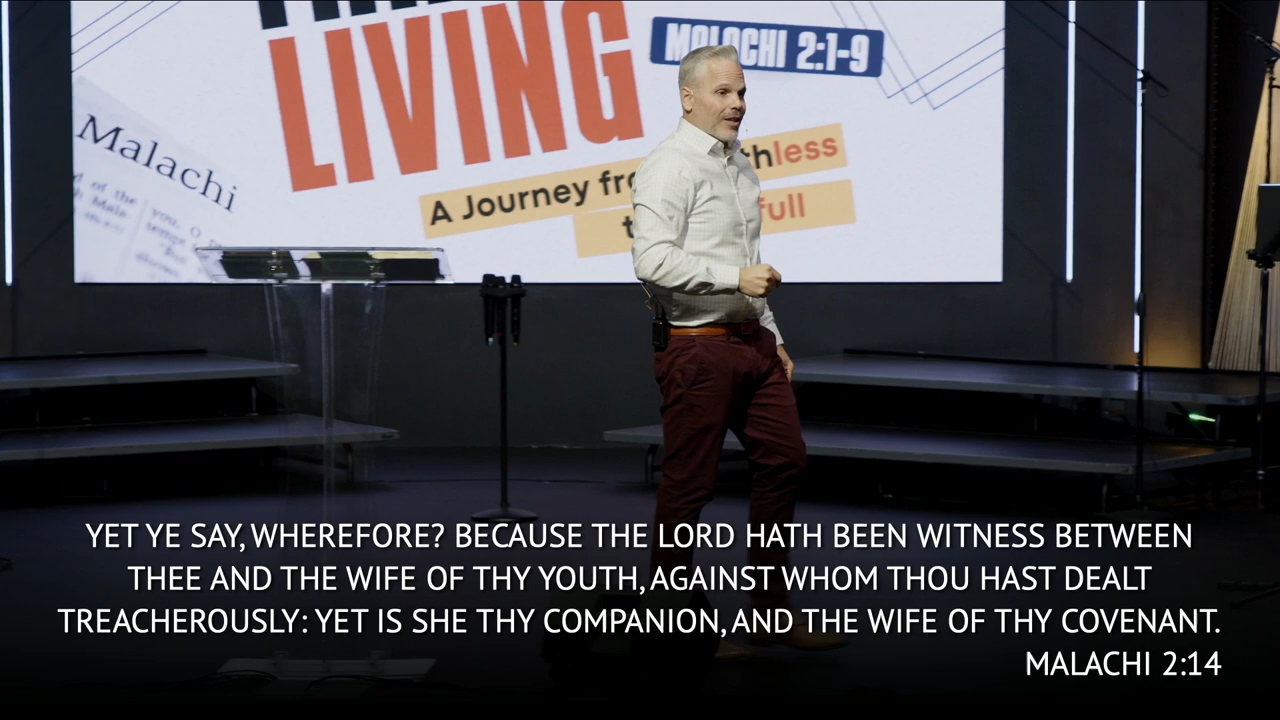 LIVING
MALACHI 2:1-9
Malachi
A Journey
less
full
YET YE SAY, WHEREFORE? BECAUSE THE LORD HATH BEEN WITNESS BETWEEN
THEE AND THE WIFE OF THY YOUTH, AGAINST WHOM THOU HAST DEALT
TREACHEROUSLY: YET IS SHE THY COMPANION, AND THE WIFE OF THY COVENANT.
MALACHI 2:14